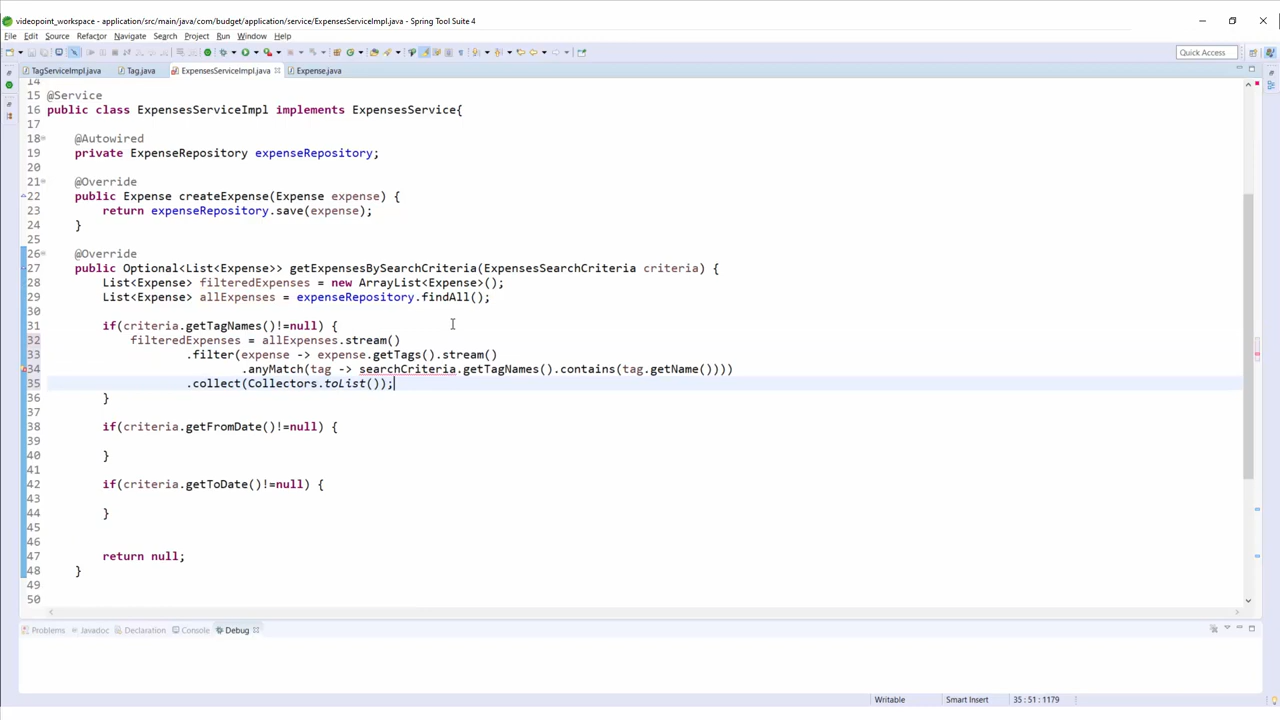 videopoint_workspace - application/src/main/java/com/budget/application/service/ExpensesServiceImpl.java - Spring Tool Suite 4
File Edit Source Refactor Navigate Search Project Run Window Help
Quick Access
TagServiceImpl.java Tag.java ExpensesServiceImpl.java Expense.java
14
15 @Service
16 public class ExpensesServiceImpl implements ExpensesService{
17
18 @Autowired
19 private ExpenseRepository expenseRepository;
20
21 @Override
22 public Expense createExpense(Expense expense) {
23 return expenseRepository.save(expense);
24 }
25
26 @Override
27 public Optional<List<Expense>> getExpensesBySearchCriteria(ExpensesSearchCriteria criteria) {
28 List<Expense> filteredExpenses = new ArrayList<Expense>();
29 List<Expense> allExpenses = expenseRepository.findAll();
30
31 if(criteria.getTagNames()!=null) {
32 filteredExpenses = allExpenses.stream()
33 .filter(expense -> expense.getTags().stream()
34 .anyMatch(tag -> searchCriteria.getTagNames().contains(tag.getName())))
35 .collect(Collectors.toList());
36 }
37
38 if(criteria.getFromDate()!=null) {
39
40 }
41
42 if(criteria.getToDate()!=null) {
43
44 }
45
46
47 return null;
48 }
49
50
Problems Javadoc Declaration Console Debug
Writable Smart Insert 35 : 51 : 1179